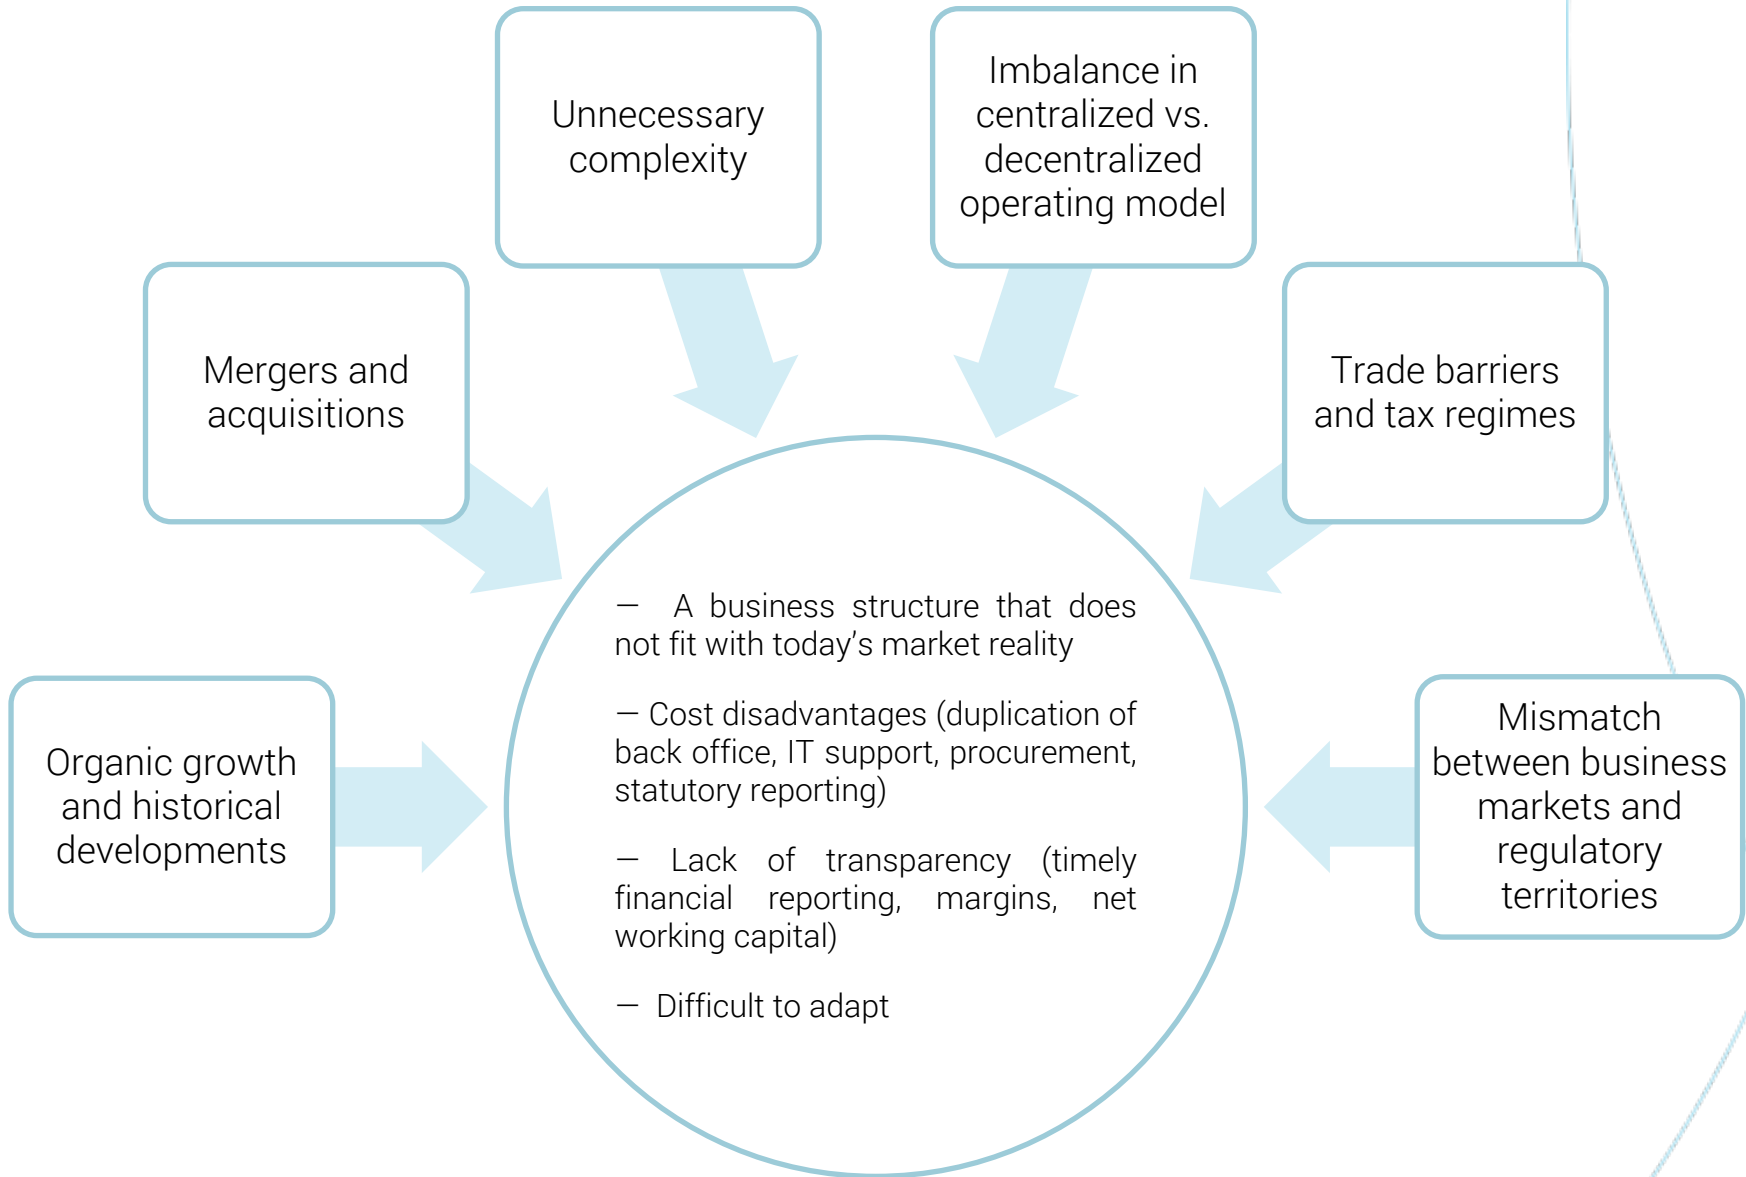 Unnecessary
complexity
Imbalance in
centralized vs.
decentralized
operating model
Mergers and
acquisitions
Trade barriers
and tax regimes
Organic growth
and historical
developments
Mismatch
between business
markets and
regulatory
territories
— A business structure that does
not fit with today’s market reality
— Cost disadvantages (duplication of
back office, IT support, procurement,
statutory reporting)
— Lack of transparency (timely
financial reporting, margins, net
working capital)
— Difficult to adapt